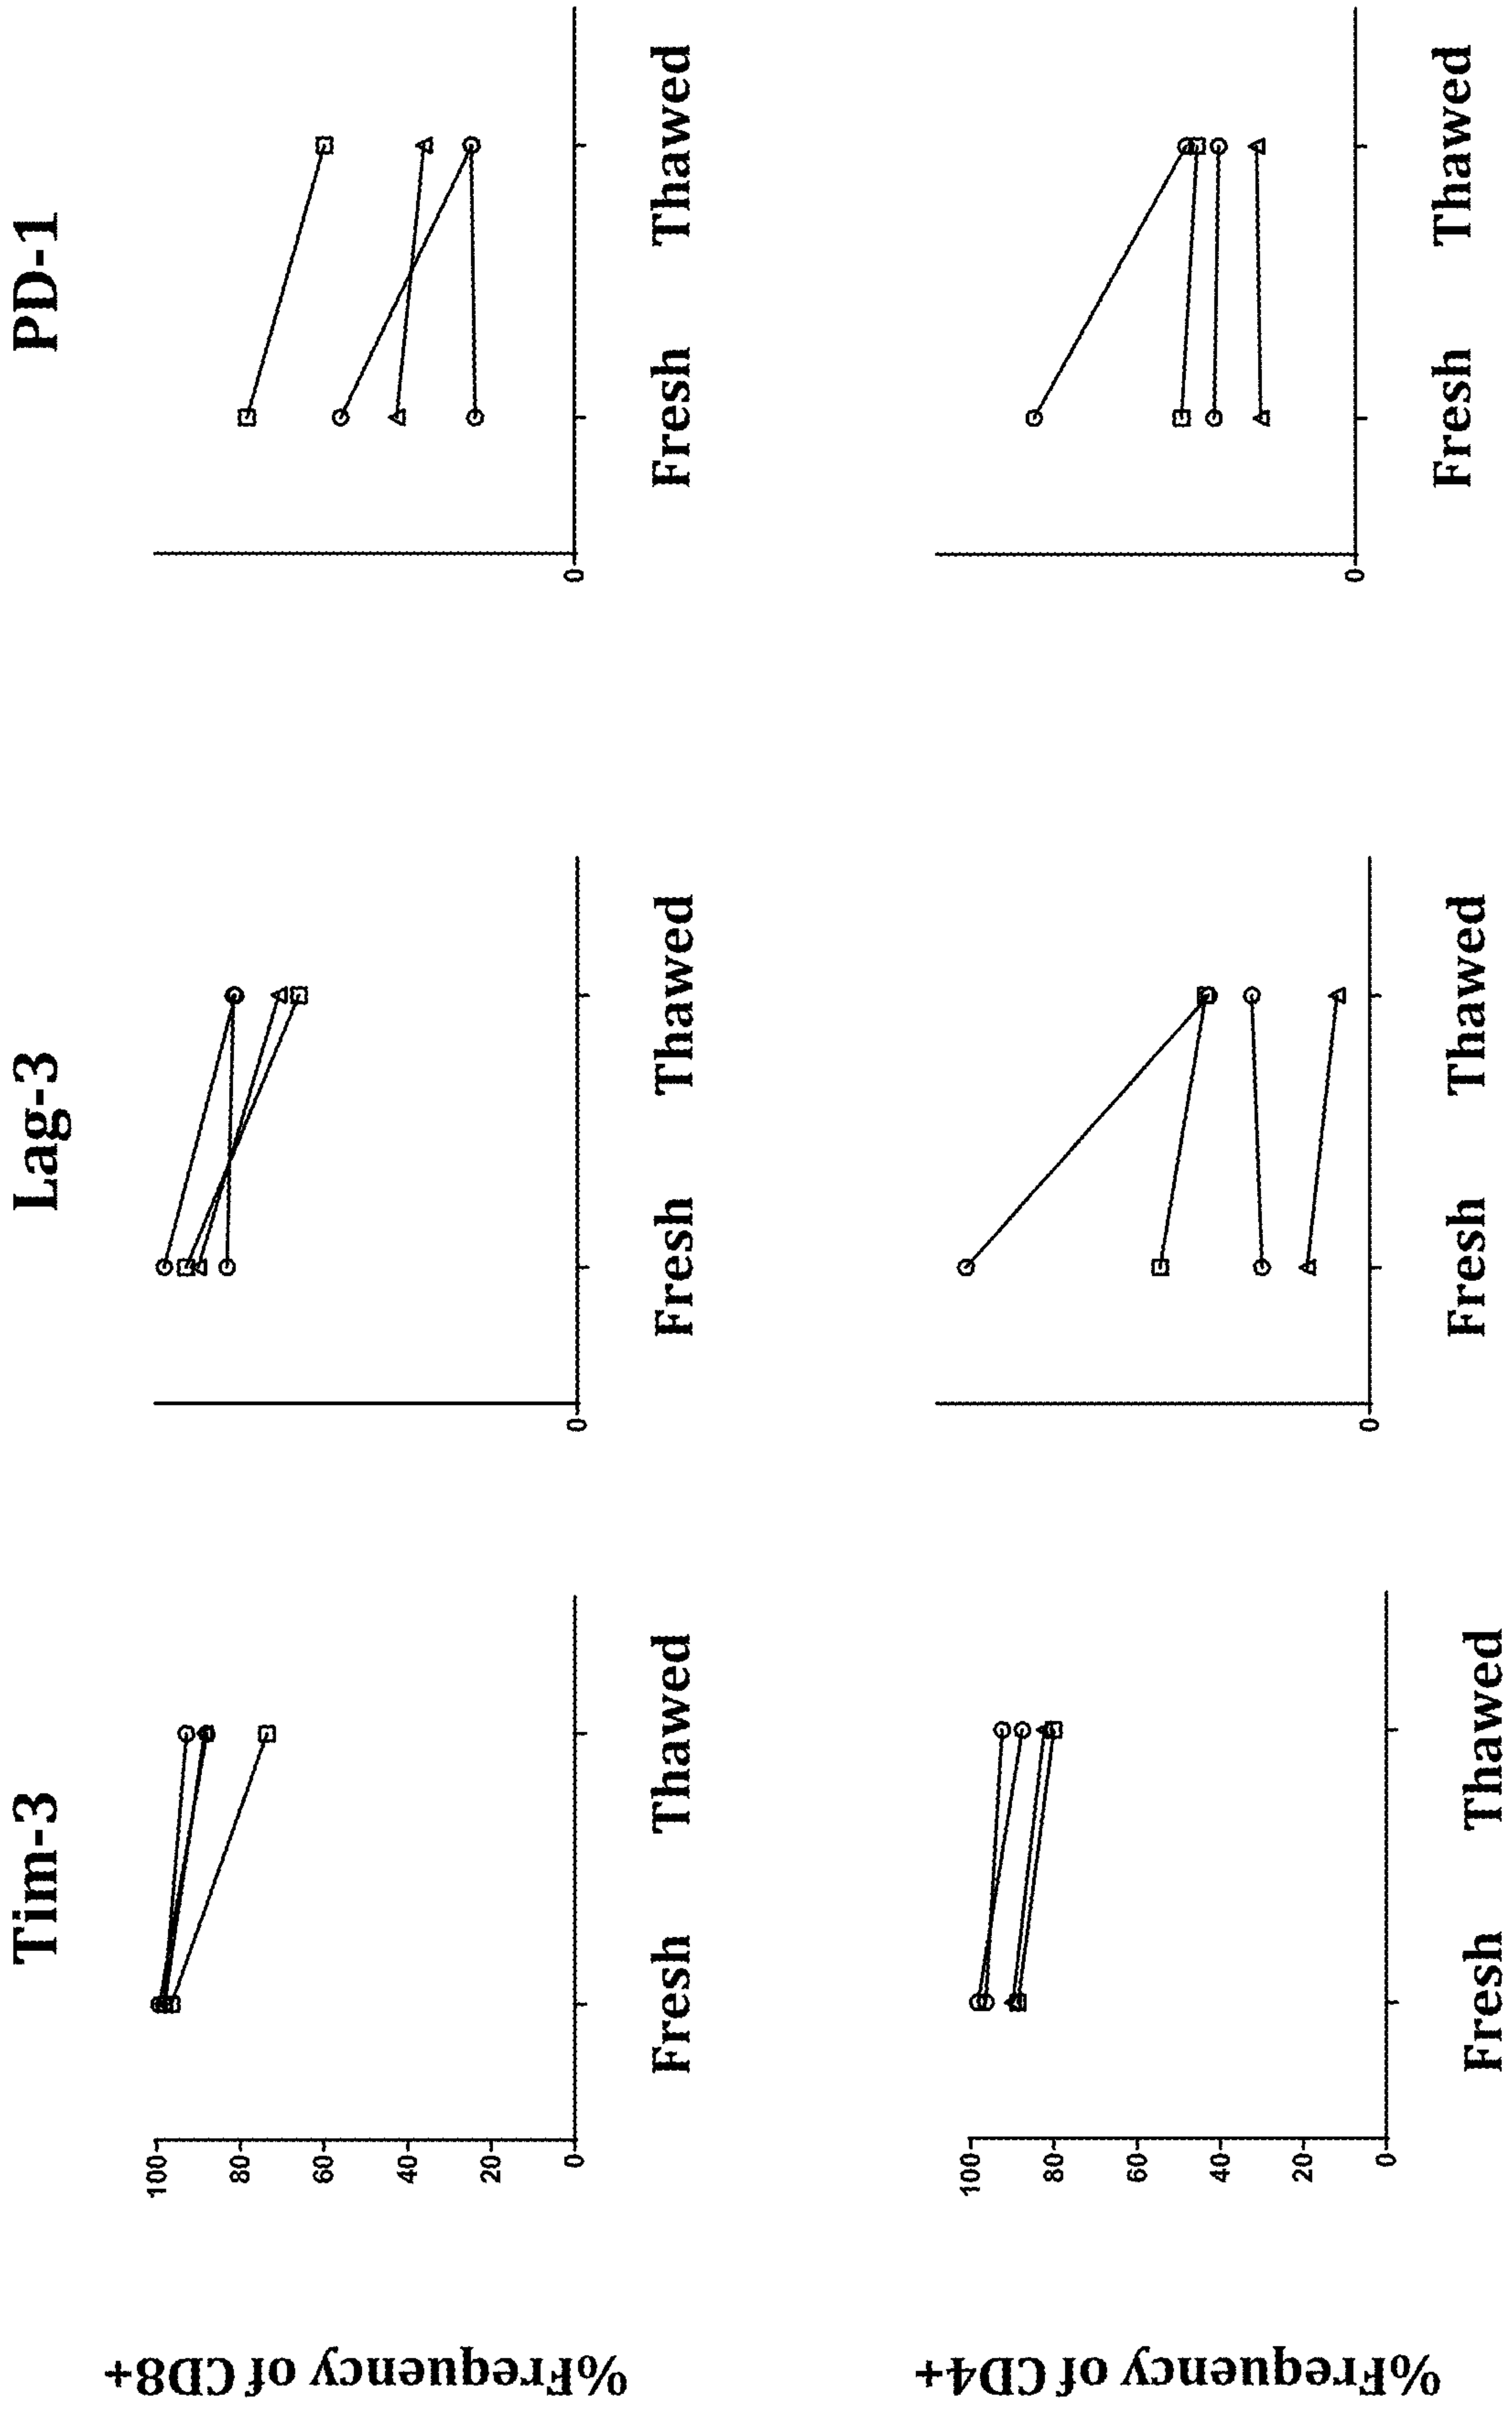 Tim-3
Lag-3
PD-1
%Frequency of CD8+
100
80
60
40
20
0
Fresh
Thawed
0
Fresh
Thawed
0
Fresh
Thawed
%Frequency of CD4+
100
80
60
40
20
0
Fresh
Thawed
0
Fresh
Thawed
0
Fresh
Thawed